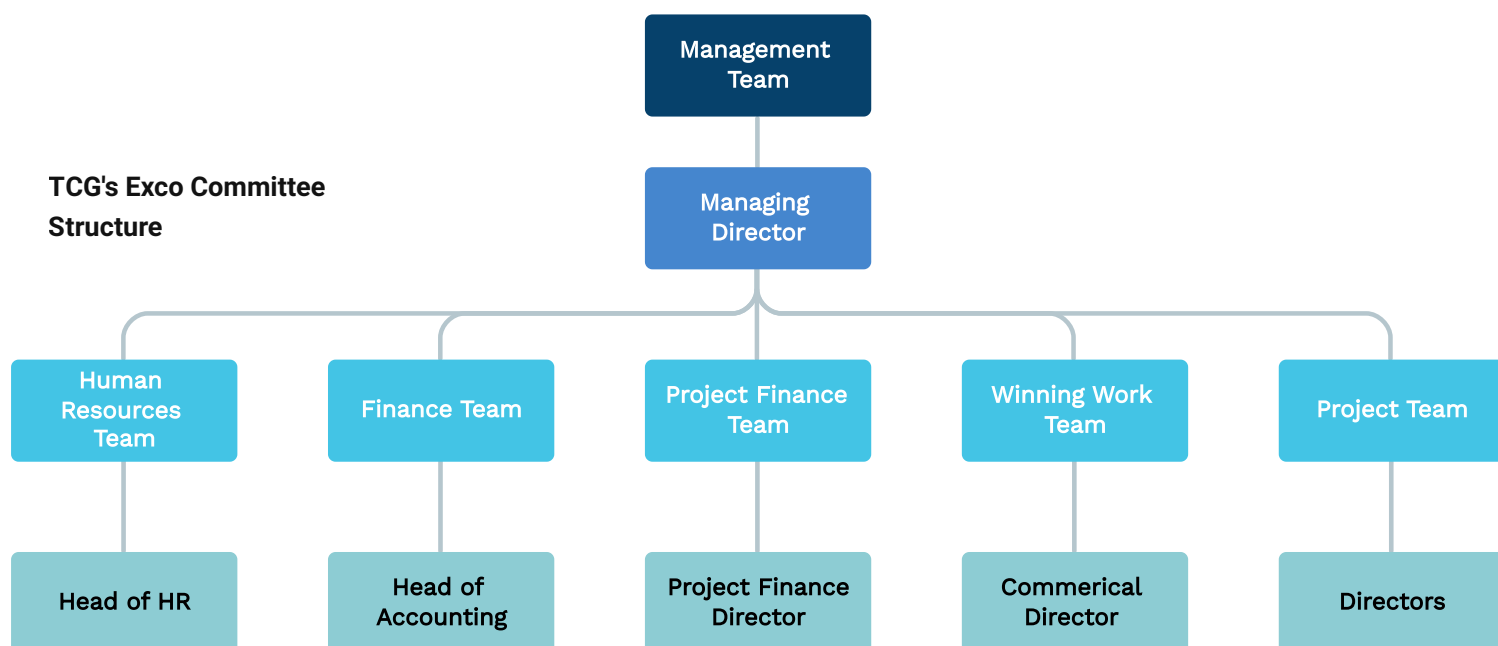 Management
Team
TCG's Exco Committee
Structure
Managing
Director
Human
Resources
Team
Finance Team
Project Finance
Team
Winning Work
Team
Project Team
Head of HR
Head of
Accounting
Project Finance
Director
Commerical
Director
Directors